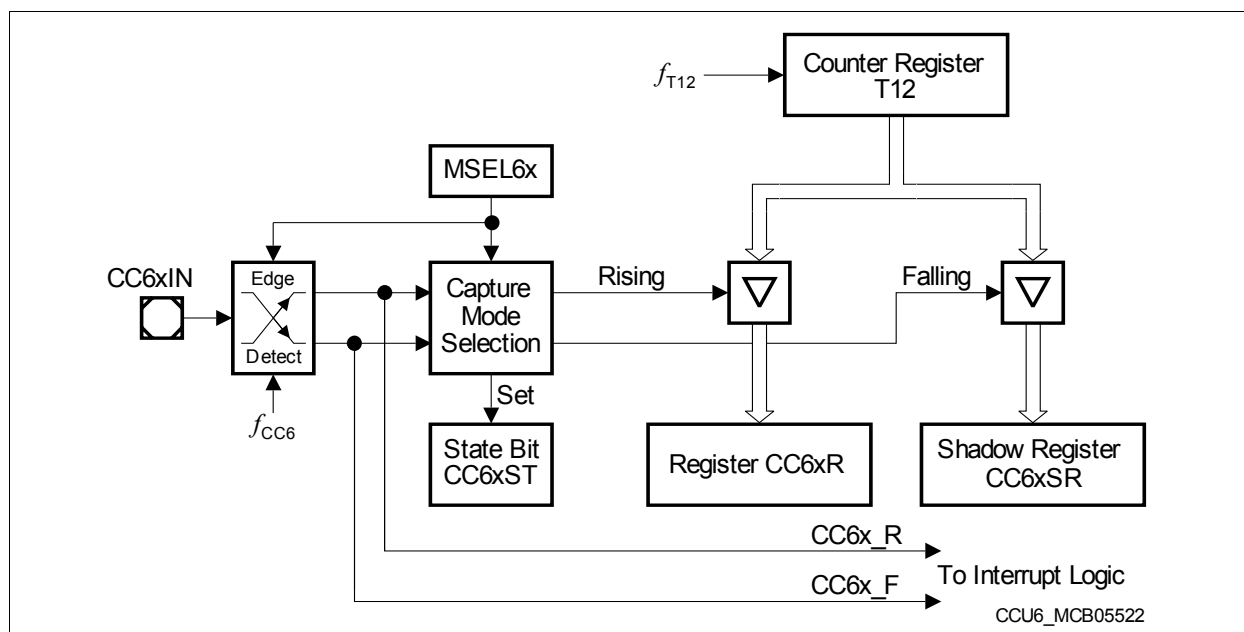 Counter Register
T12
fT12
MSEL6x
CC6xIN
Edge
Detect
Capture
Mode
Selection
Rising
Falling
fCC6
Set
State Bit
CC6xST
Register CC6xR
Shadow Register
CC6xSR
CC6x_R
CC6x_F
To Interrupt Logic
CCU6_MCB05522